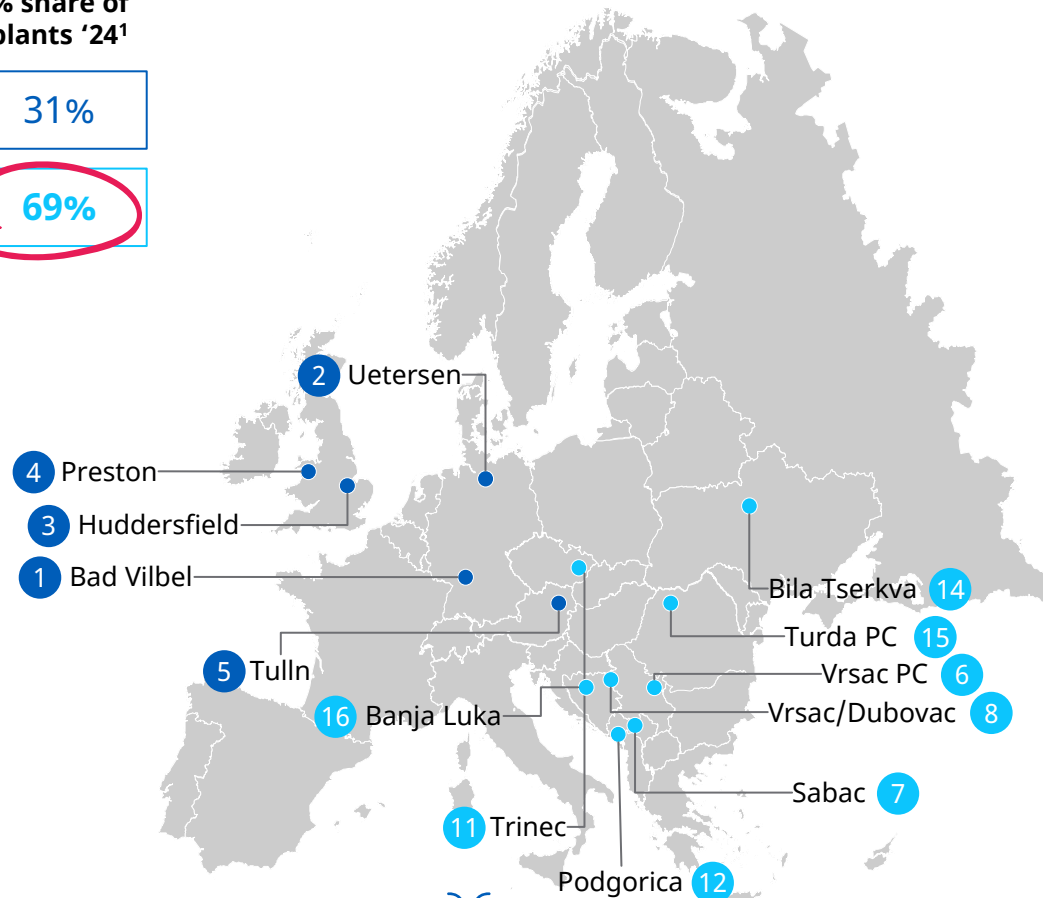 % share of
plants ‘24¹
31%
69%
2 Uetersen
4 Preston
3 Huddersfield
1 Bad Vilbel
Bila Tserkva 14
Turda PC 15
5 Tulln
Vrsac PC 6
16 Banja Luka
Vrsac/Dubovac 8
Sabac 7
11 Trinec
Podgorica 12